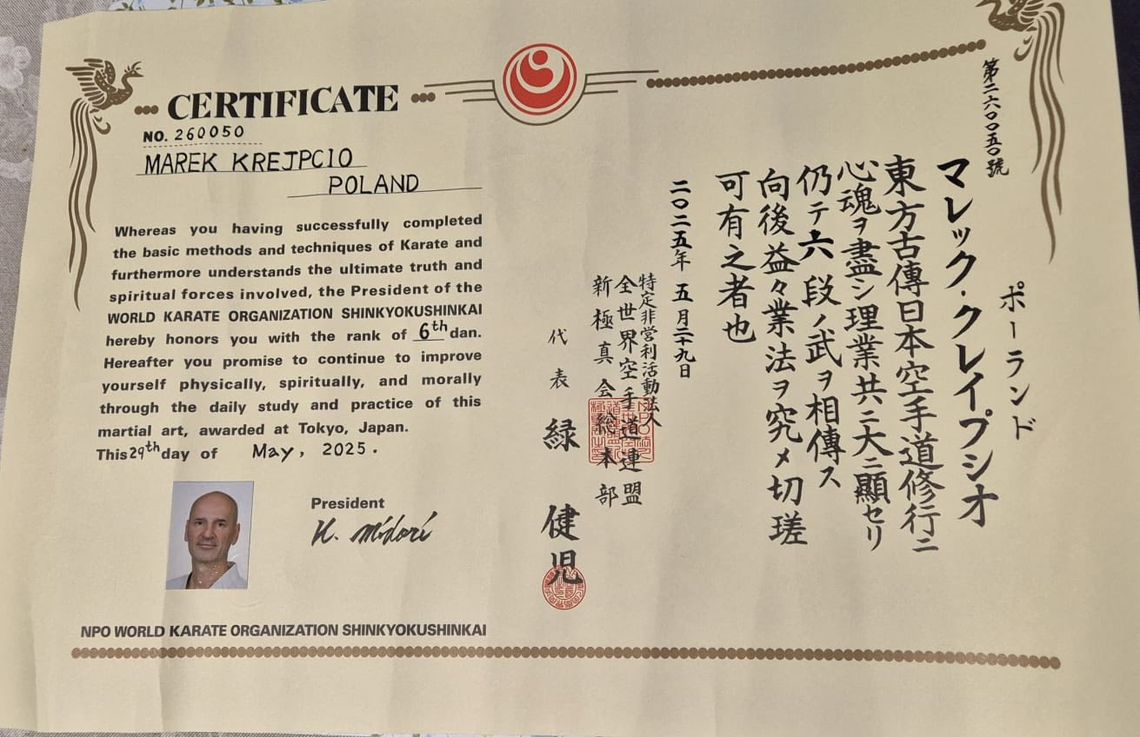 CERTIFICATE
NO. 260050
MAREK KREJPCIO
POLAND
Whereas you having successfully completed
the basic methods and techniques of Karate and
furthermore understands the ultimate truth and
spiritual forces involved, the President of the
WORLD KARATE ORGANIZATION SHINKYOKUSHINKAI
hereby honors you with the rank of 6th dan.
Hereafter you promise to continue to improve
yourself physically, spiritually, and morally
through the daily study and practice of this
martial art, awarded at Tokyo, Japan.
This 29th day of May, 2025.
President
K. Midori
NPO WORLD KARATE ORGANIZATION SHINKYOKUSHINKAI
第二六〇〇五〇號
ポーランド
マレック・クレイプシオ
東方古傳日本空手道修行ニ
心魂ヲ盡シ理業共ニ大ニ顯セリ
仍テ六段ノ武ヲ相傳ス
向後益々業法ヲ究メ切瑳
可有之者也
二〇二五年五月二十九日
特定非営利活動法人
全世界空手道連盟
新極真会総本部
代表 緑 健児